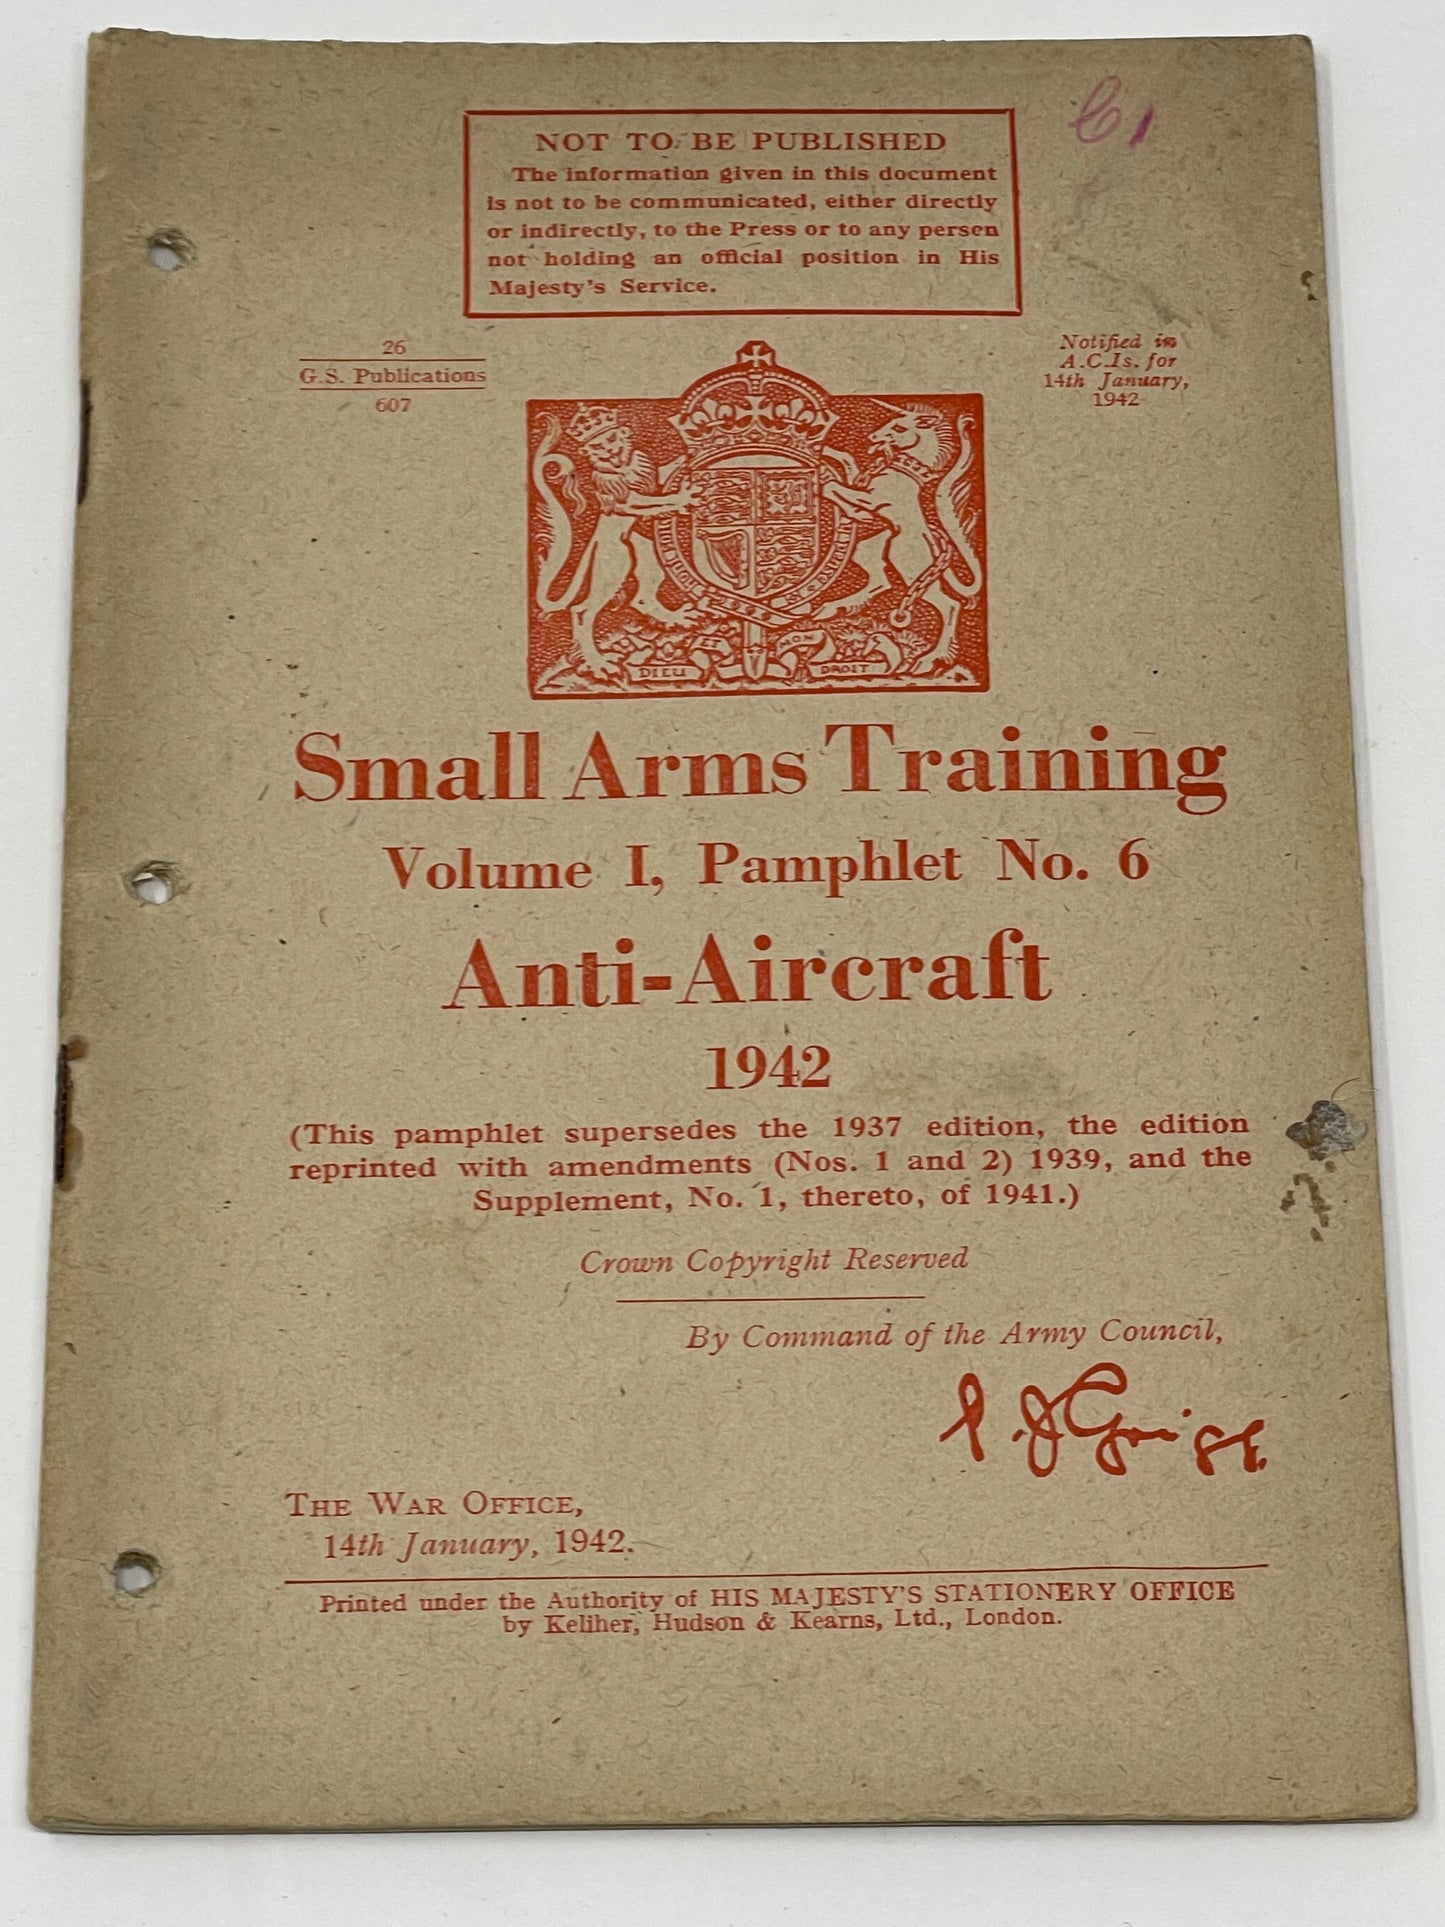 C1
NOT TO BE PUBLISHED
The information given in this document
is not to be communicated, either directly
or indirectly, to the Press or to any person
not holding an official position in His
Majesty's Service.
26
G.S. Publications
607
Notified in
A.C.Is. for
14th January,
1942
ET NON
DIEU DROIT
Small Arms Training
Volume I, Pamphlet No. 6
Anti-Aircraft
1942
(This pamphlet supersedes the 1937 edition, the edition
reprinted with amendments (Nos. 1 and 2) 1939, and the
Supplement, No. 1, thereto, of 1941.)
Crown Copyright Reserved
By Command of the Army Council,
P. J. Grigg.
THE WAR OFFICE,
14th January, 1942.
Printed under the Authority of HIS MAJESTY'S STATIONERY OFFICE
by Keliher, Hudson & Kearns, Ltd., London.